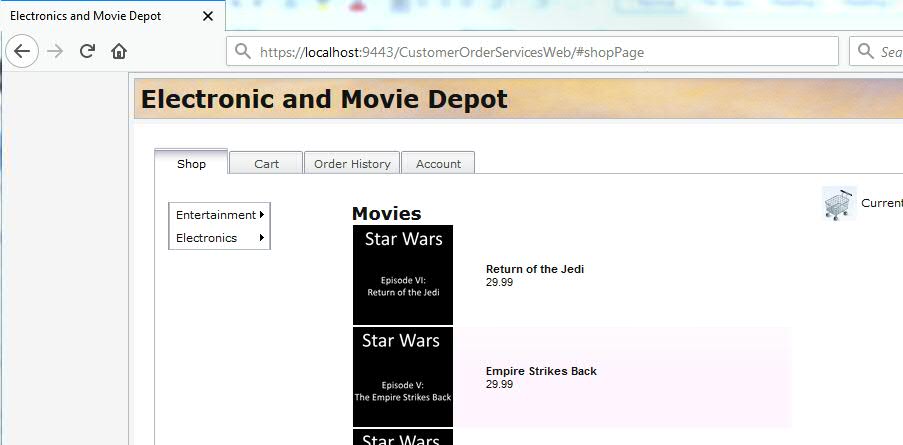 Electronics and Movie Depot
https://localhost:9443/CustomerOrderServicesWeb/#shopPage
Sea
Electronic and Movie Depot
Shop
Cart
Order History
Account
Current
Entertainment
Electronics
Movies
Star Wars
Episode VI:
Return of the Jedi
Return of the Jedi
29.99
Star Wars
Episode V:
The Empire Strikes Back
Empire Strikes Back
29.99
Star Wars